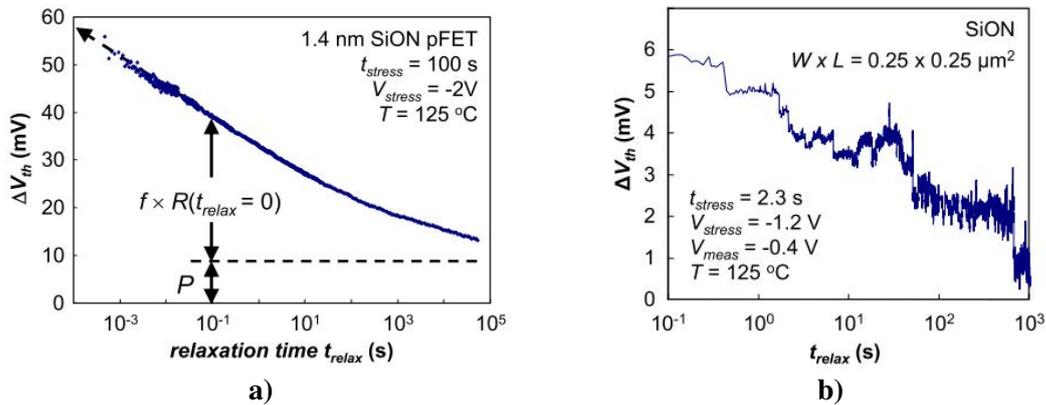 60
50
40
30
20
10
0
ΔVth (mV)
1.4 nm SiON pFET
tstress = 100 s
Vstress = -2V
T = 125 °C
f × R(trelax = 0)
P
10-3 10-1 101 103 105
relaxation time trelax (s)
a)
6
5
4
3
2
1
0
ΔVth (mV)
SiON
W x L = 0.25 x 0.25 µm2
tstress = 2.3 s
Vstress = -1.2 V
Vmeas = -0.4 V
T = 125 °C
10-1 100 101 102 103
trelax (s)
b)